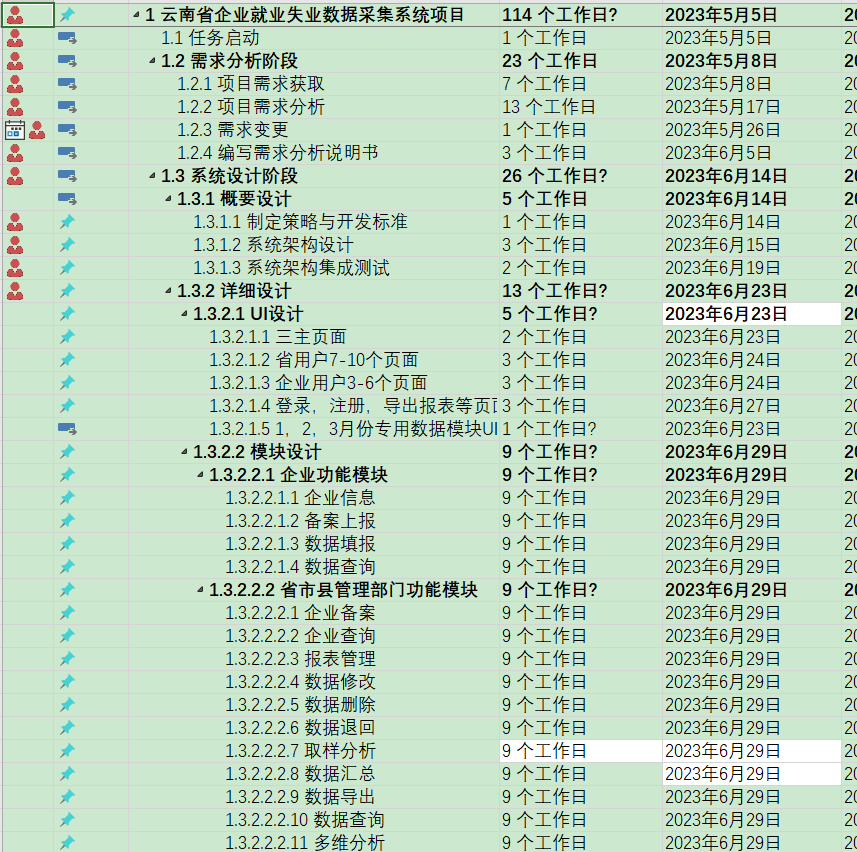 1 云南省企业就业失业数据采集系统项目 114 个工作日? 2023年5月5日 20
1.1 任务启动 1 个工作日 2023年5月5日 20
1.2 需求分析阶段 23 个工作日? 2023年5月8日 20
1.2.1 项目需求获取 7 个工作日 2023年5月8日 20
1.2.2 项目需求分析 13 个工作日 2023年5月17日 20
1.2.3 需求变更 1 个工作日 2023年5月26日 20
1.2.4 编写需求分析说明书 3 个工作日 2023年6月5日 20
1.3 系统设计阶段 26 个工作日? 2023年6月14日 20
1.3.1 概要设计 5 个工作日 2023年6月14日 20
1.3.1.1 制定策略与开发标准 1 个工作日 2023年6月14日 20
1.3.1.2 系统架构设计 3 个工作日 2023年6月15日 20
1.3.1.3 系统架构集成测试 2 个工作日 2023年6月19日 20
1.3.2 详细设计 13 个工作日? 2023年6月23日 20
1.3.2.1 UI设计 5 个工作日? 2023年6月23日 20
1.3.2.1.1 三主页面 2 个工作日 2023年6月23日 20
1.3.2.1.2 省用户7-10个页面 3 个工作日 2023年6月24日 20
1.3.2.1.3 企业用户3-6个页面 3 个工作日 2023年6月24日 20
1.3.2.1.4 登录，注册，导出报表等页 3 个工作日 2023年6月27日 20
1.3.2.1.5 1，2，3月份专用数据模块UI 1 个工作日? 2023年6月23日 20
1.3.2.2 模块设计 9 个工作日? 2023年6月29日 20
1.3.2.2.1 企业功能模块 9 个工作日? 2023年6月29日 20
1.3.2.2.1.1 企业信息 9 个工作日 2023年6月29日 20
1.3.2.2.1.2 备案上报 9 个工作日 2023年6月29日 20
1.3.2.2.1.3 数据填报 9 个工作日 2023年6月29日 20
1.3.2.2.1.4 数据查询 9 个工作日 2023年6月29日 20
1.3.2.2.2 省市县管理部门功能模块 9 个工作日? 2023年6月29日 20
1.3.2.2.2.1 企业备案 9 个工作日 2023年6月29日 20
1.3.2.2.2.2 企业查询 9 个工作日 2023年6月29日 20
1.3.2.2.2.3 报表管理 9 个工作日 2023年6月29日 20
1.3.2.2.2.4 数据修改 9 个工作日 2023年6月29日 20
1.3.2.2.2.5 数据删除 9 个工作日 2023年6月29日 20
1.3.2.2.2.6 数据退回 9 个工作日 2023年6月29日 20
1.3.2.2.2.7 取样分析 9 个工作日 2023年6月29日 20
1.3.2.2.2.8 数据汇总 9 个工作日 2023年6月29日 20
1.3.2.2.2.9 数据导出 9 个工作日 2023年6月29日 20
1.3.2.2.2.10 数据查询 9 个工作日 2023年6月29日 20
1.3.2.2.2.11 多维分析 9 个工作日 2023年6月29日 20